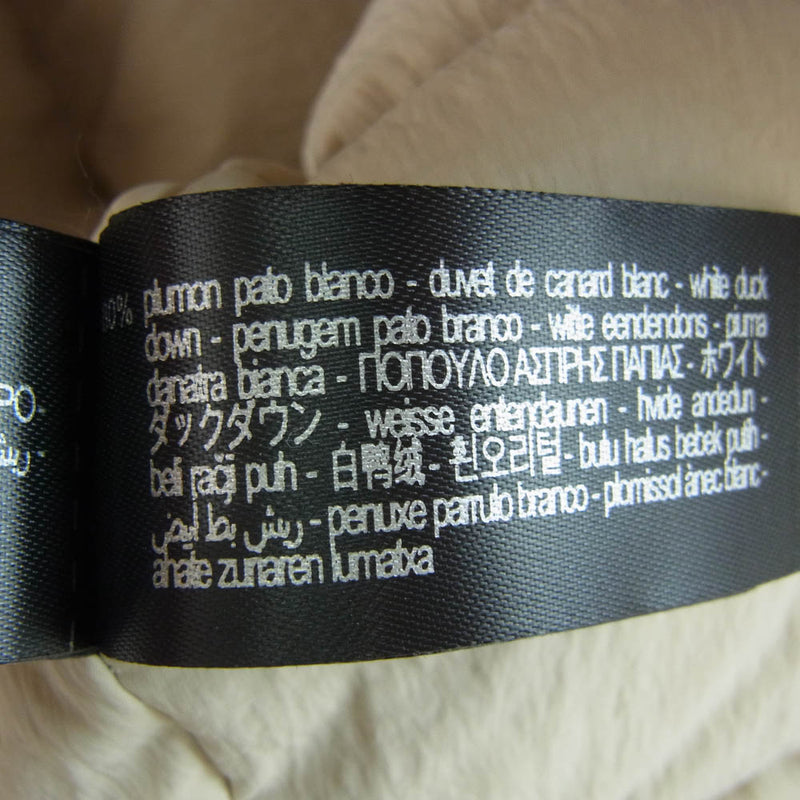 plumon pato blanco - duvet de canard blanc - white duck
down - penugem pato branco - witte eendendons - piuma
danatra bianca - ΠΟΠΟΥΛΟ ΑΣΠΡΗΣ ΠΑΠΙΑΣ - ホワイト
ダックダウン - weisse entendaunen - hvide andedun -
beli račji puh - 白鸭绒 - 흰오리털 - bulu halus bebek putih -
ريش بط ابيض - penuxe parrulo branco - plomissol ànec blanc -
ahate zuriaren lumatxa